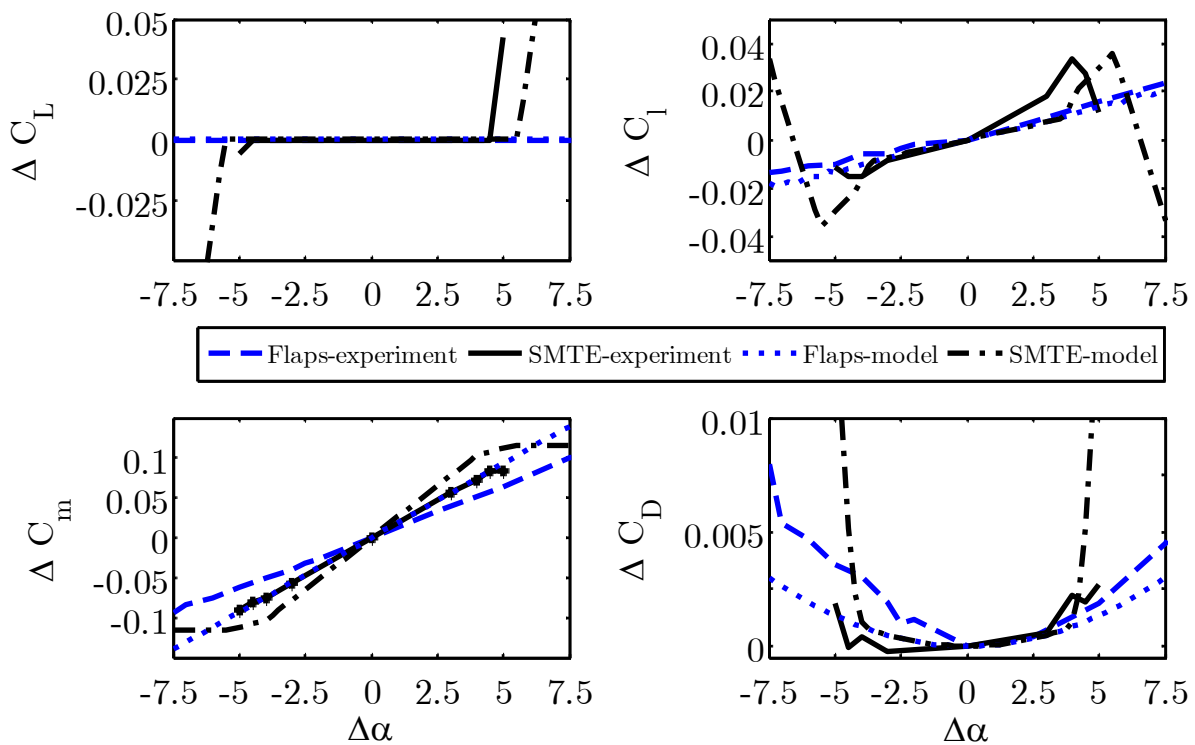 0.05 0.04
0.025 0.02
Δ C_L 0 Δ C_l 0
-0.025 -0.02
-0.04
-7.5 -5 -2.5 0 2.5 5 7.5 -7.5 -5 -2.5 0 2.5 5 7.5
Flaps-experiment SMTE-experiment Flaps-model SMTE-model
0.01
0.1
0.05 0.005
Δ C_m 0 Δ C_D
-0.05
-0.1 0
-7.5 -5 -2.5 0 2.5 5 7.5 -7.5 -5 -2.5 0 2.5 5 7.5
Δα Δα